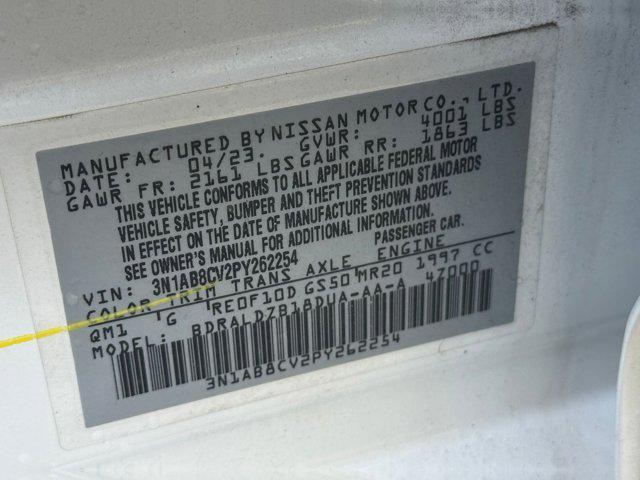 MANUFACTURED BY NISSAN MOTOR CO., LTD.
DATE: 04/23. GVWR: 4001 LBS
GAWR FR: 2161 LBS GAWR RR: 1863 LBS
THIS VEHICLE CONFORMS TO ALL APPLICABLE FEDERAL MOTOR
VEHICLE SAFETY, BUMPER AND THEFT PREVENTION STANDARDS
IN EFFECT ON THE DATE OF MANUFACTURE SHOWN ABOVE.
SEE OWNER'S MANUAL FOR ADDITIONAL INFORMATION.
VIN: 3N1AB8CV2PY262254 PASSENGER CAR.
COLOR TRIM TRANS AXLE ENGINE
QM1 G RE0F10D GS50 MR20 1997 CC
MODEL: BDRALDZB18DUA-AA-A 47000
3N1AB8CV2PY262254